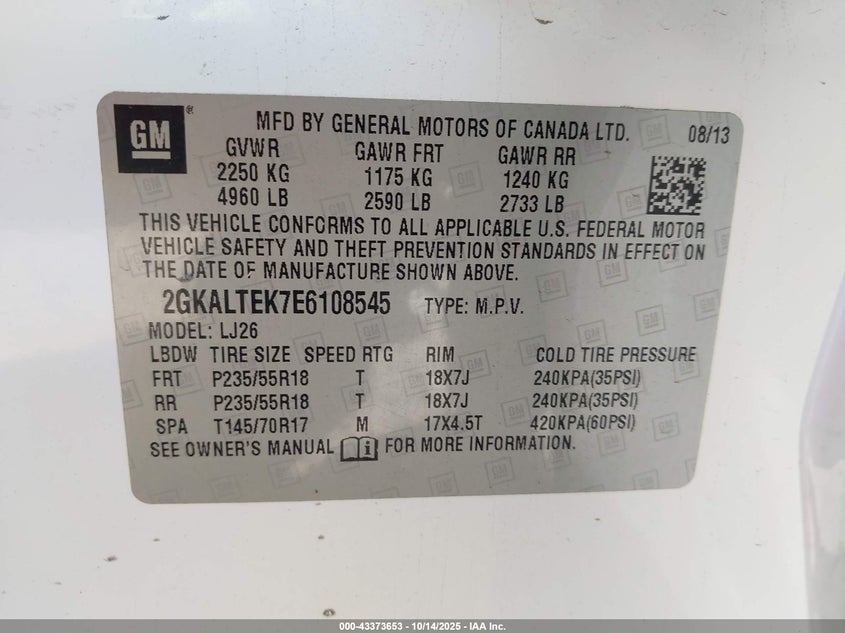 GM ® MFD BY GENERAL MOTORS OF CANADA LTD. 08/13
GVWR GAWR FRT GAWR RR
2250 KG 1175 KG 1240 KG
4960 LB 2590 LB 2733 LB
THIS VEHICLE CONFORMS TO ALL APPLICABLE U.S. FEDERAL MOTOR
VEHICLE SAFETY AND THEFT PREVENTION STANDARDS IN EFFECT ON
THE DATE OF MANUFACTURE SHOWN ABOVE.
2GKALTEK7E6108545 TYPE: M.P.V.
MODEL: LJ26
LBDW TIRE SIZE SPEED RTG RIM COLD TIRE PRESSURE
FRT P235/55R18 T 18X7J 240KPA(35PSI)
RR P235/55R18 T 18X7J 240KPA(35PSI)
SPA T145/70R17 M 17X4.5T 420KPA(60PSI)
SEE OWNER'S MANUAL i FOR MORE INFORMATION.
000-43373653 - 10/14/2025 - IAA Inc.